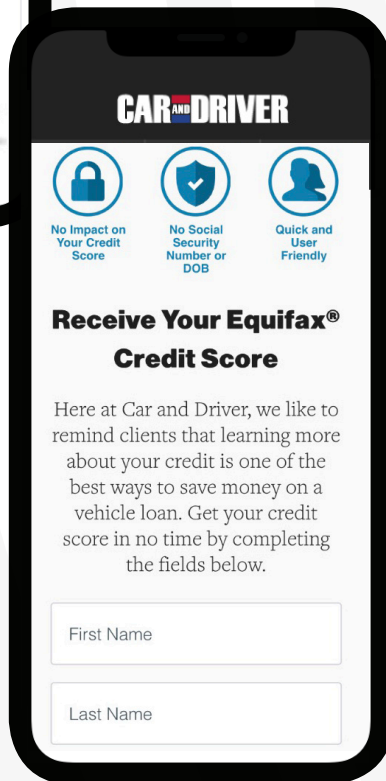 CAR AND DRIVER
No Impact on
Your Credit
Score
No Social
Security
Number or
DOB
Quick and
User
Friendly
Receive Your Equifax®
Credit Score
Here at Car and Driver, we like to
remind clients that learning more
about your credit is one of the
best ways to save money on a
vehicle loan. Get your credit
score in no time by completing
the fields below.
First Name
Last Name